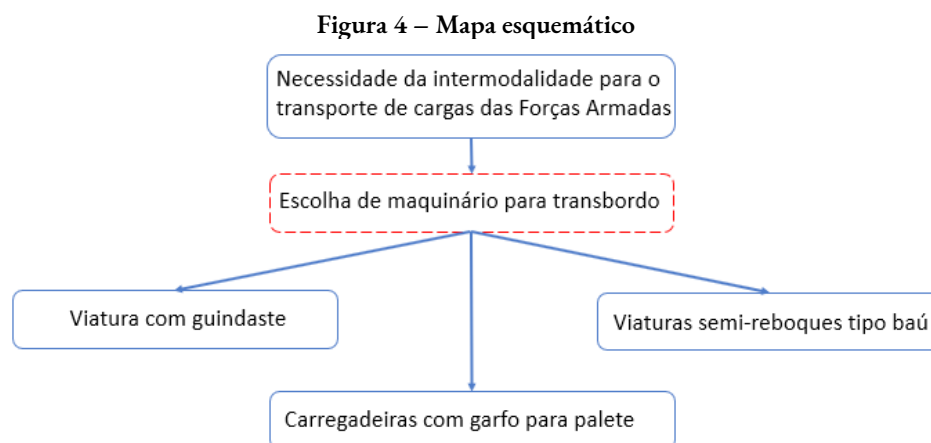 Figura 4 – Mapa esquemático
Necessidade da intermodalidade para o
transporte de cargas das Forças Armadas
Escolha de maquinário para transbordo
Viatura com guindaste
Viaturas semi-reboques tipo baú
Carregadeiras com garfo para palete